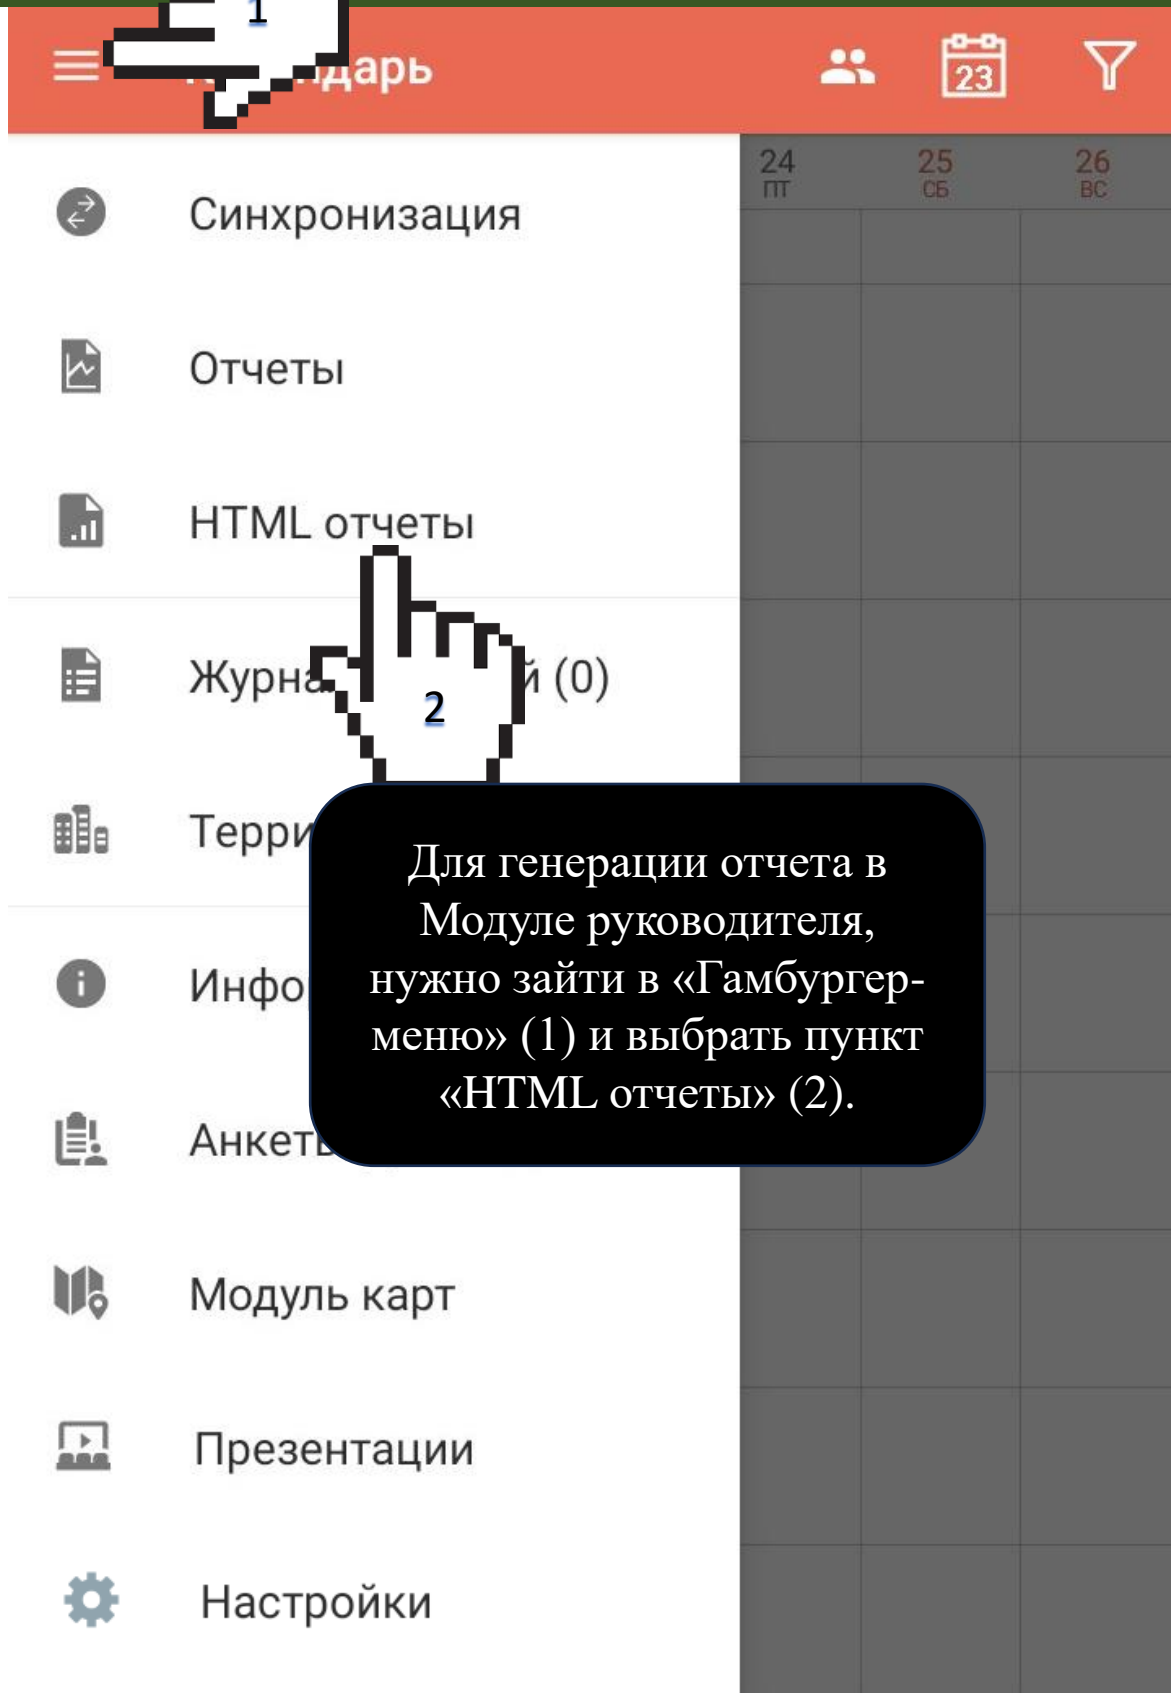 1
дарь
23
24
ПТ
25
СБ
26
ВС
Синхронизация
Отчеты
HTML отчеты
Журна й (0)
2
Терри
Для генерации отчета в
Модуле руководителя,
нужно зайти в «Гамбургер-
меню» (1) и выбрать пункт
«HTML отчеты» (2).
Инфо
Анкеты
Модуль карт
Презентации
Настройки